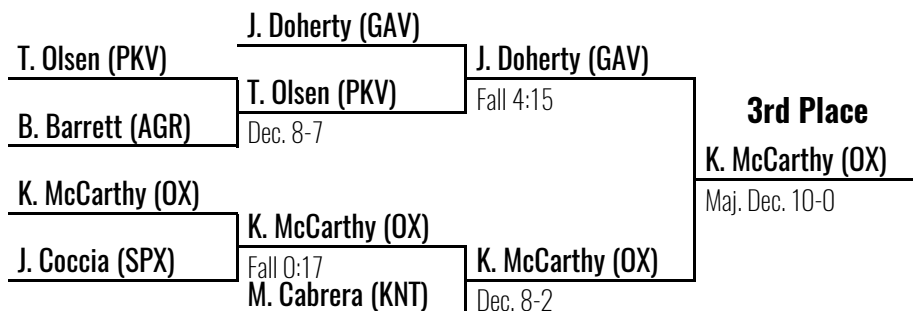 J. Doherty (GAV)
T. Olsen (PKV)
J. Doherty (GAV)
T. Olsen (PKV)
Fall 4:15
3rd Place
B. Barrett (AGR)
Dec. 8-7
K. McCarthy (OX)
K. McCarthy (OX)
Maj. Dec. 10-0
K. McCarthy (OX)
J. Coccia (SPX)
Fall 0:17
K. McCarthy (OX)
M. Cabrera (KNT)
Dec. 8-2